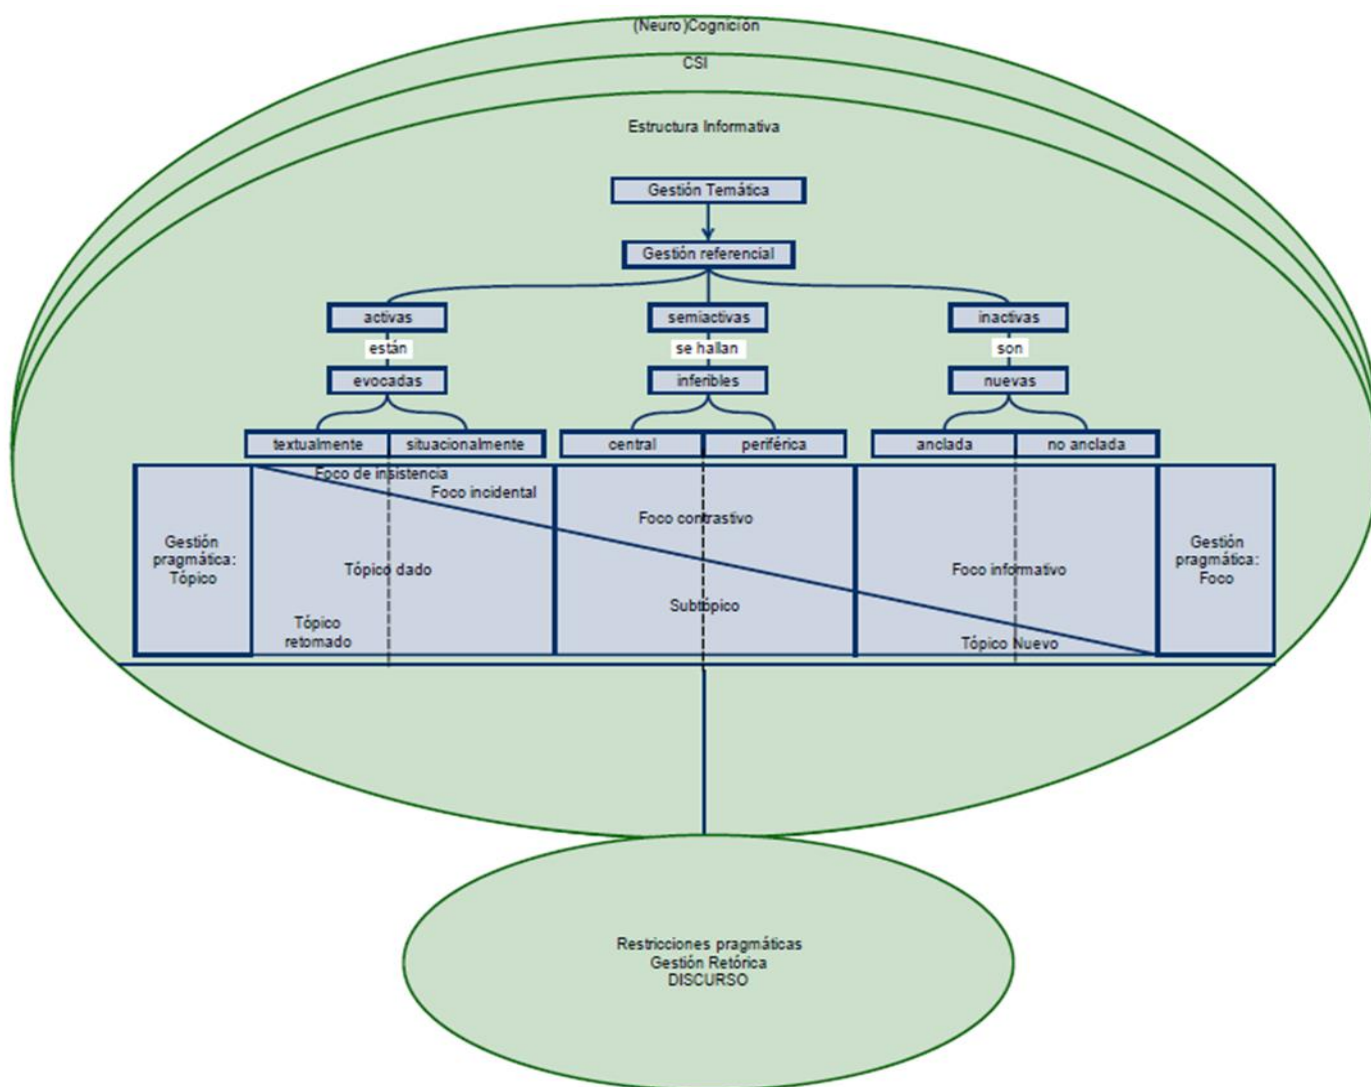 (Neuro)Cognición
CSI
Estructura Informativa
Gestión Temática
Gestión referencial
activas
semiactivas
inactivas
están
se hallan
son
evocadas
inferibles
nuevas
textualmente
situacionalmente
central
periférica
anclada
no anclada
Foco de insistencia
Foco incidental
Foco contrastivo
Gestión
pragmática:
Tópico
Tópico dado
Foco informativo
Gestión
pragmática:
Foco
Subtópico
Tópico
retomado
Tópico Nuevo
Restricciones pragmáticas
Gestión Retórica
DISCURSO